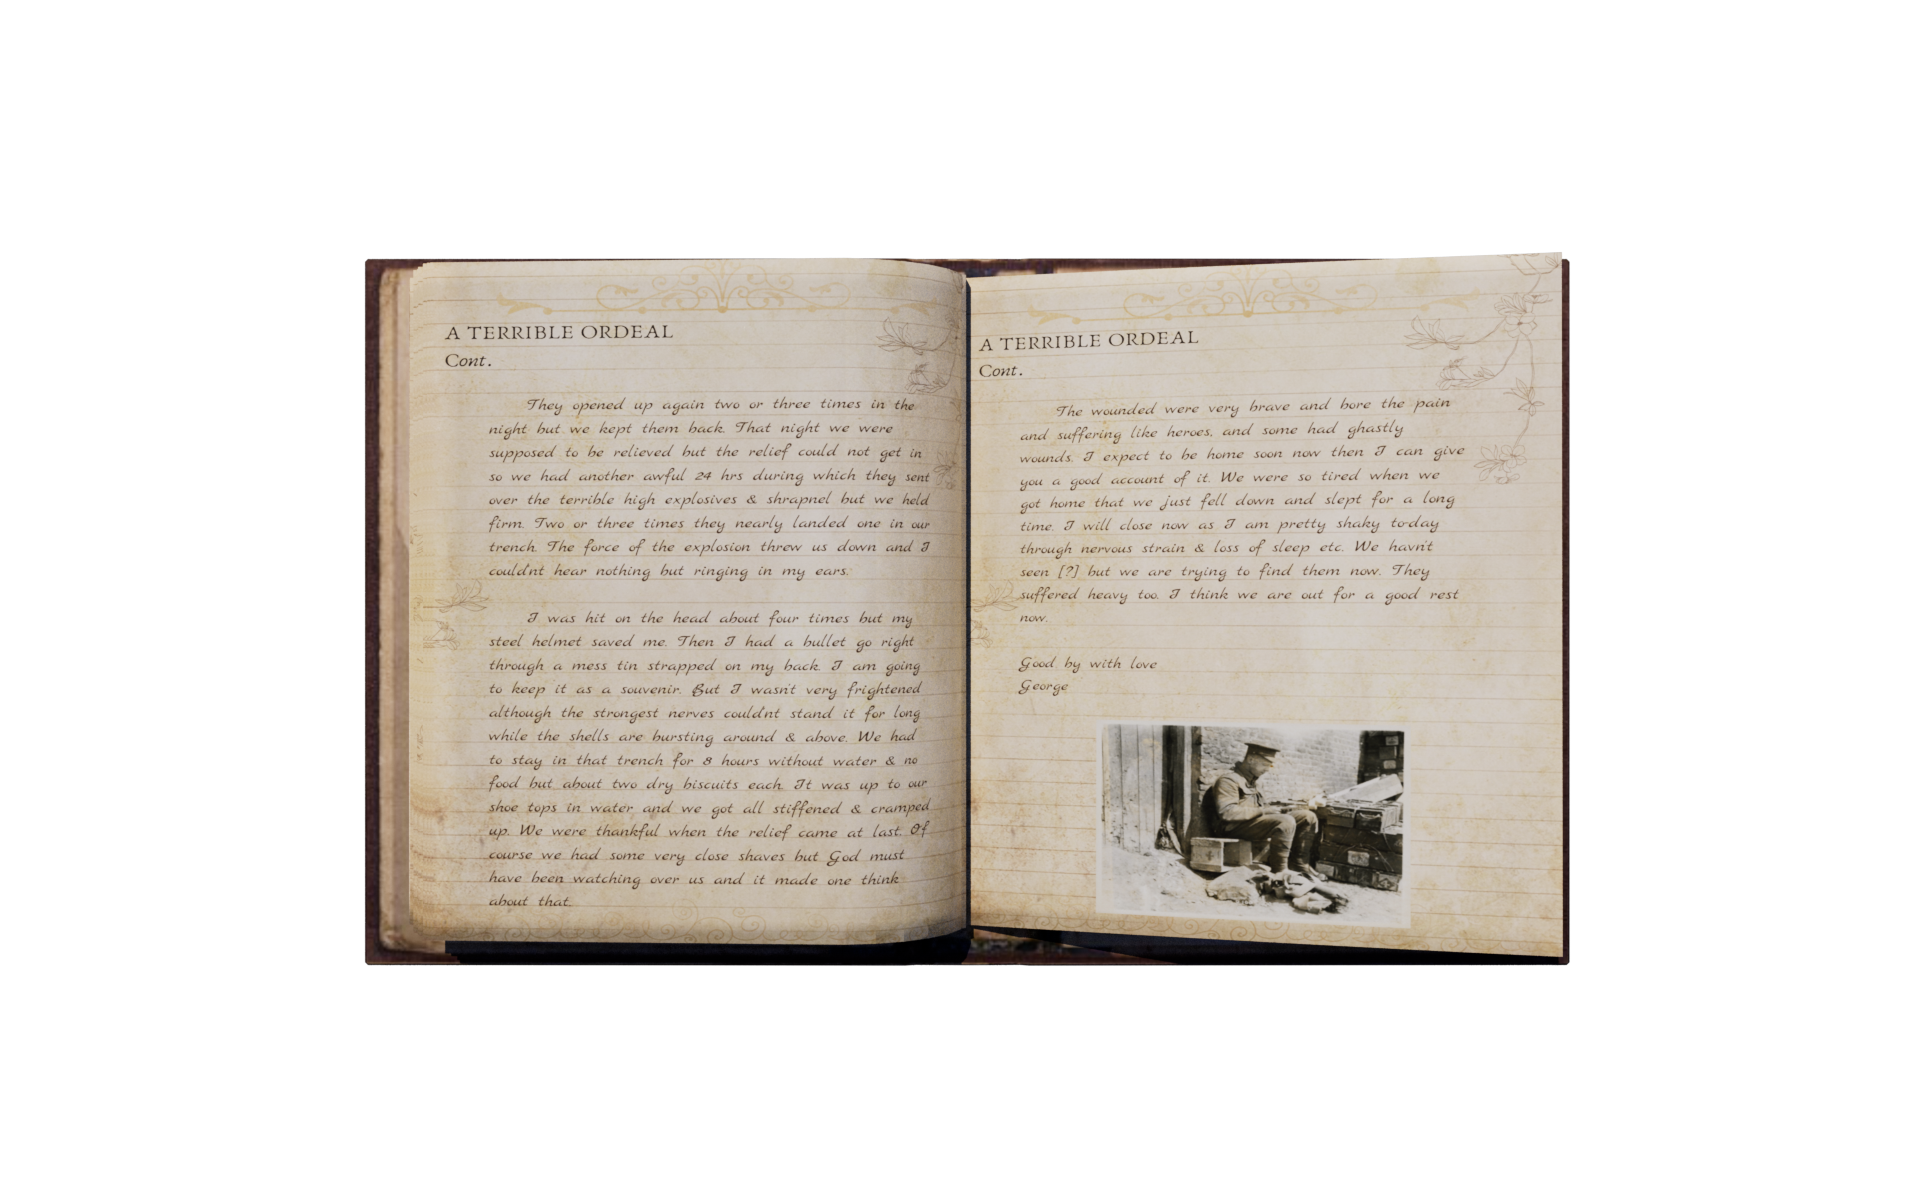 A TERRIBLE ORDEAL
Cont.
They opened up again two or three times in the
night but we kept them back. That night we were
supposed to be relieved but the relief could not get in
so we had another awful 24 hrs during which they sent
over the terrible high explosives & shrapnel but we held
firm. Two or three times they nearly landed one in our
trench. The force of the explosion threw us down and I
could'nt hear nothing but ringing in my ears.
I was hit on the head about four times but my
steel helmet saved me. Then I had a bullet go right
through a mess tin strapped on my back. I am going
to keep it as a souvenir. But I wasn't very frightened
although the strongest nerves could'nt stand it for long
while the shells are bursting around & above. We had
to stay in that trench for 8 hours without water & no
food but about two dry biscuits each. It was up to our
shoe tops in water and we got all stiffened & cramped
up. We were thankful when the relief came at last. Of
course we had some very close shaves but God must
have been watching over us and it made one think
about that.
A TERRIBLE ORDEAL
Cont.
The wounded were very brave and bore the pain
and suffering like heroes, and some had ghastly
wounds. I expect to be home soon now then I can give
you a good account of it. We were so tired when we
got home that we just fell down and slept for a long
time. I will close now as I am pretty shaky to-day
through nervous strain & loss of sleep etc. We hav'nt
seen [?] but we are trying to find them now. They
suffered heavy too. I think we are out for a good rest
now.
Good by with love
George